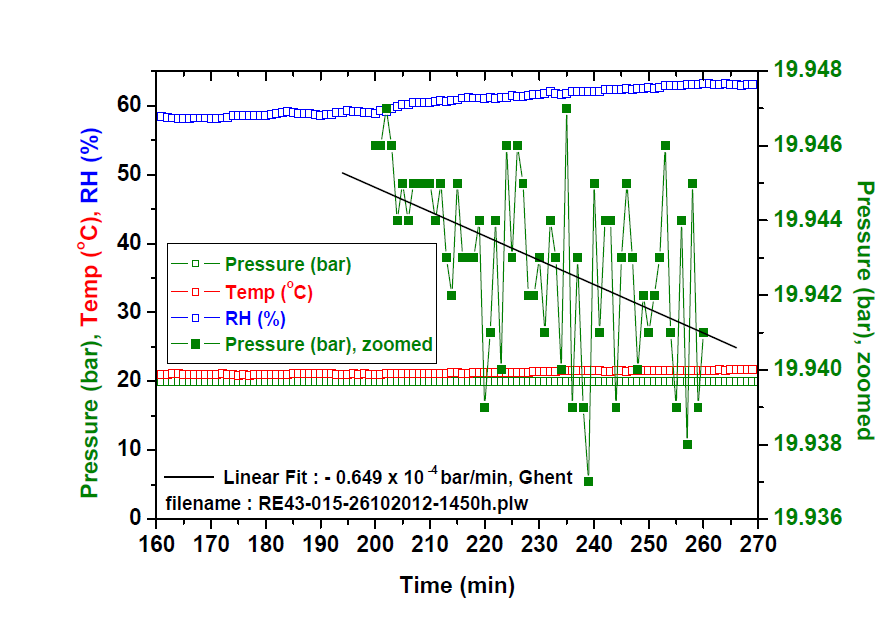 Pressure (bar), Temp (°C), RH (%)
60
50
40
30
20
10
0
19.948
19.946
19.944
19.942
19.940
19.938
19.936
Pressure (bar), zoomed
Pressure (bar)
Temp (°C)
RH (%)
Pressure (bar), zoomed
Linear Fit : - 0.649 x 10⁻⁴ bar/min, Ghent
filename : RE43-015-26102012-1450h.plw
160 170 180 190 200 210 220 230 240 250 260 270
Time (min)